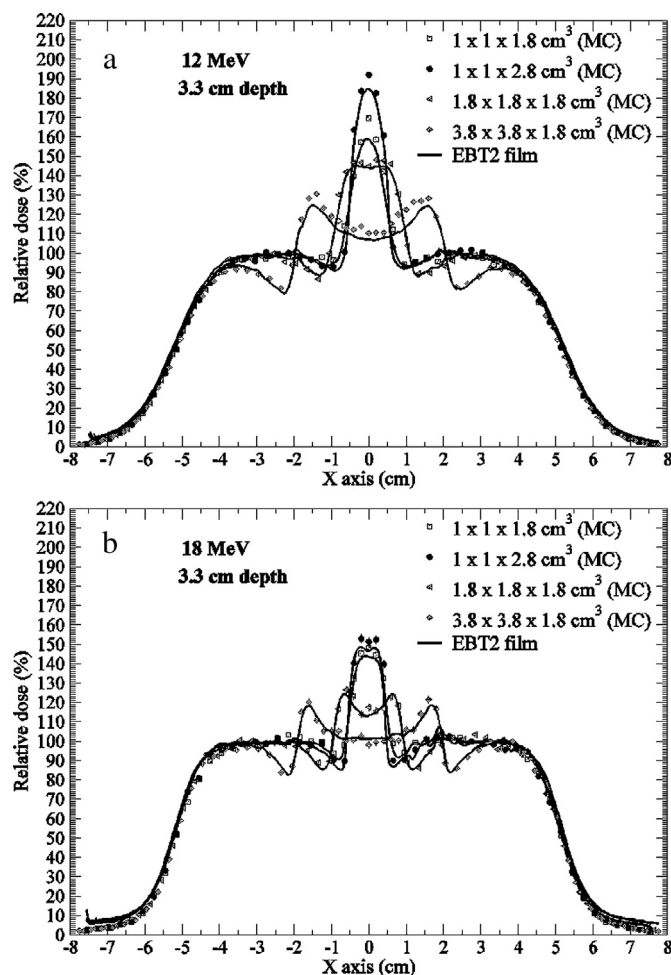 a
12 MeV
3.3 cm depth
1 x 1 x 1.8 cm³ (MC)
1 x 1 x 2.8 cm³ (MC)
1.8 x 1.8 x 1.8 cm³ (MC)
3.8 x 3.8 x 1.8 cm³ (MC)
EBT2 film
Relative dose (%)
220
210
200
190
180
170
160
150
140
130
120
110
100
90
80
70
60
50
40
30
20
10
0
-8 -7 -6 -5 -4 -3 -2 -1 0 1 2 3 4 5 6 7 8
X axis (cm)
b
18 MeV
3.3 cm depth
1 x 1 x 1.8 cm³ (MC)
1 x 1 x 2.8 cm³ (MC)
1.8 x 1.8 x 1.8 cm³ (MC)
3.8 x 3.8 x 1.8 cm³ (MC)
EBT2 film
Relative dose (%)
220
210
200
190
180
170
160
150
140
130
120
110
100
90
80
70
60
50
40
30
20
10
0
-8 -7 -6 -5 -4 -3 -2 -1 0 1 2 3 4 5 6 7 8
X axis (cm)